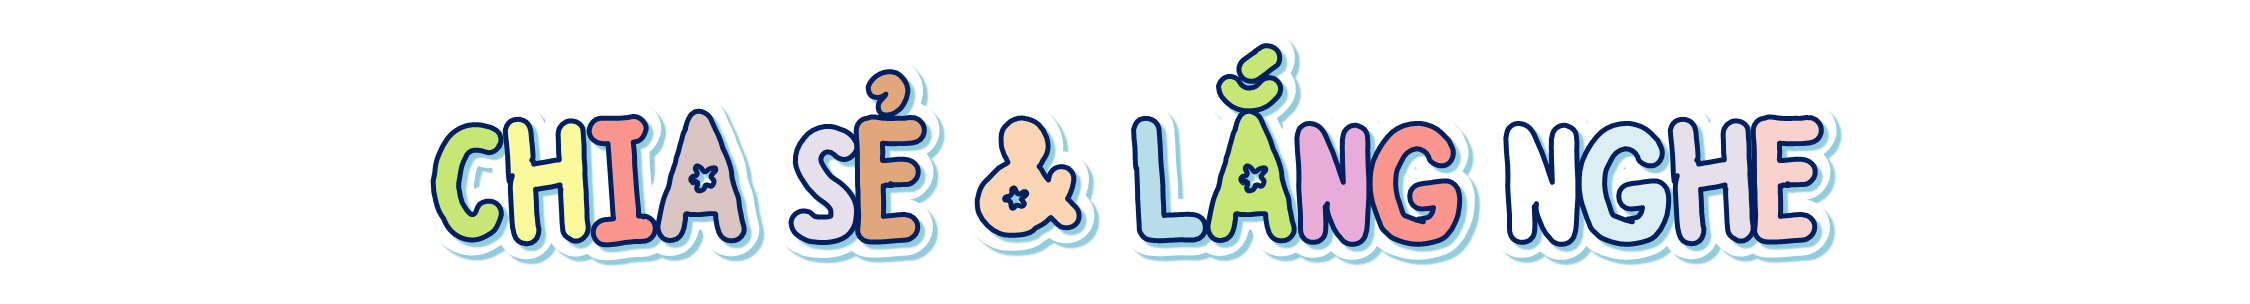 CHIA SẺ & LẮNG NGHE